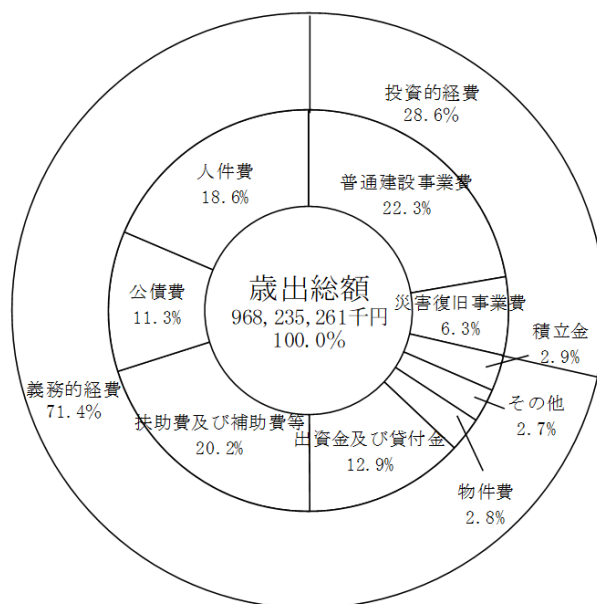 投資的経費
28.6%
人件費
18.6%
普通建設事業費
22.3%
歳出総額
968,235,261千円
100.0%
公債費
11.3%
災害復旧事業費
6.3%
積立金
2.9%
義務的経費
71.4%
その他
2.7%
扶助費及び補助費等
20.2%
出資金及び貸付金
12.9%
物件費
2.8%